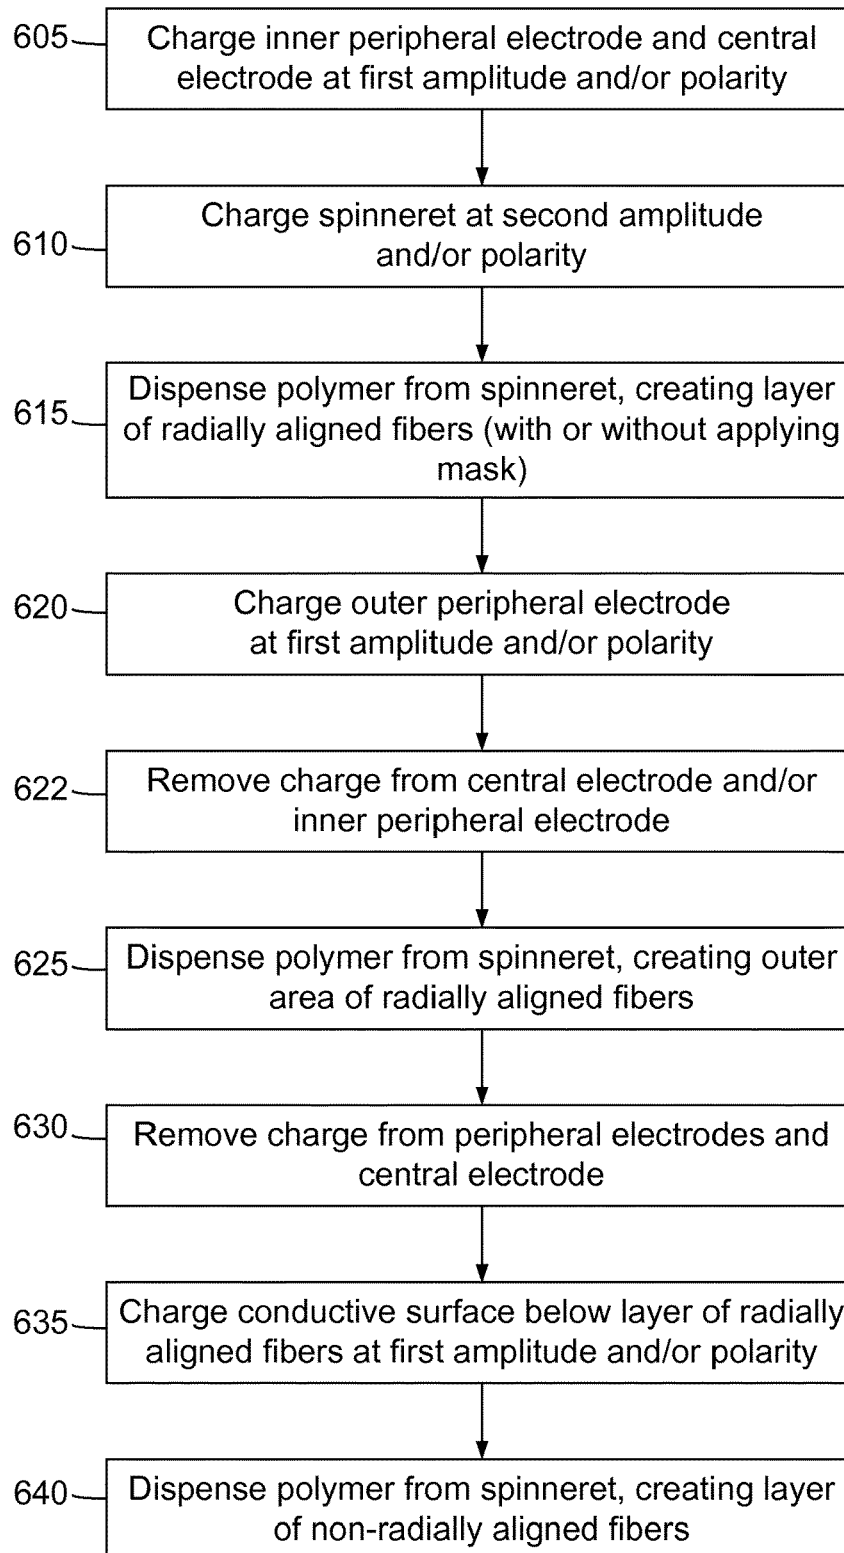 605
Charge inner peripheral electrode and central
electrode at first amplitude and/or polarity
610
Charge spinneret at second amplitude
and/or polarity
615
Dispense polymer from spinneret, creating layer
of radially aligned fibers (with or without applying
mask)
620
Charge outer peripheral electrode
at first amplitude and/or polarity
622
Remove charge from central electrode and/or
inner peripheral electrode
625
Dispense polymer from spinneret, creating outer
area of radially aligned fibers
630
Remove charge from peripheral electrodes and
central electrode
635
Charge conductive surface below layer of radially
aligned fibers at first amplitude and/or polarity
640
Dispense polymer from spinneret, creating layer
of non-radially aligned fibers